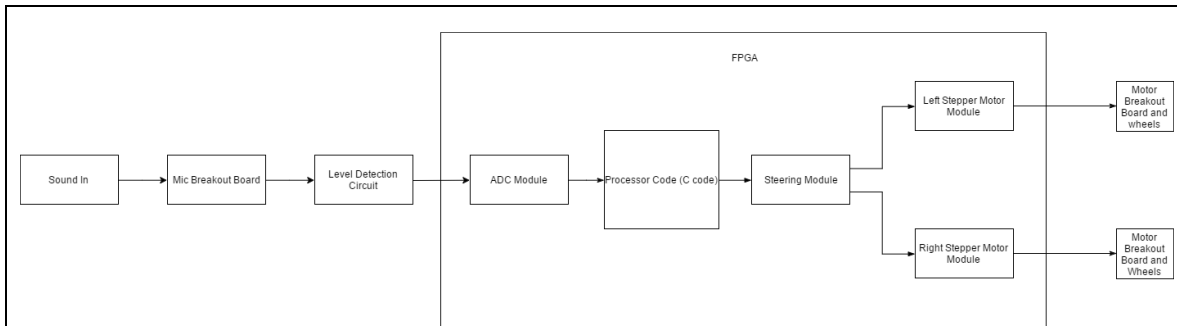 FPGA
Sound In
Mic Breakout Board
Level Detection
Circuit
ADC Module
Processor Code (C code)
Steering Module
Left Stepper Motor
Module
Motor
Breakout
Board and
wheels
Right Stepper Motor
Module
Motor
Breakout
Board and
Wheels